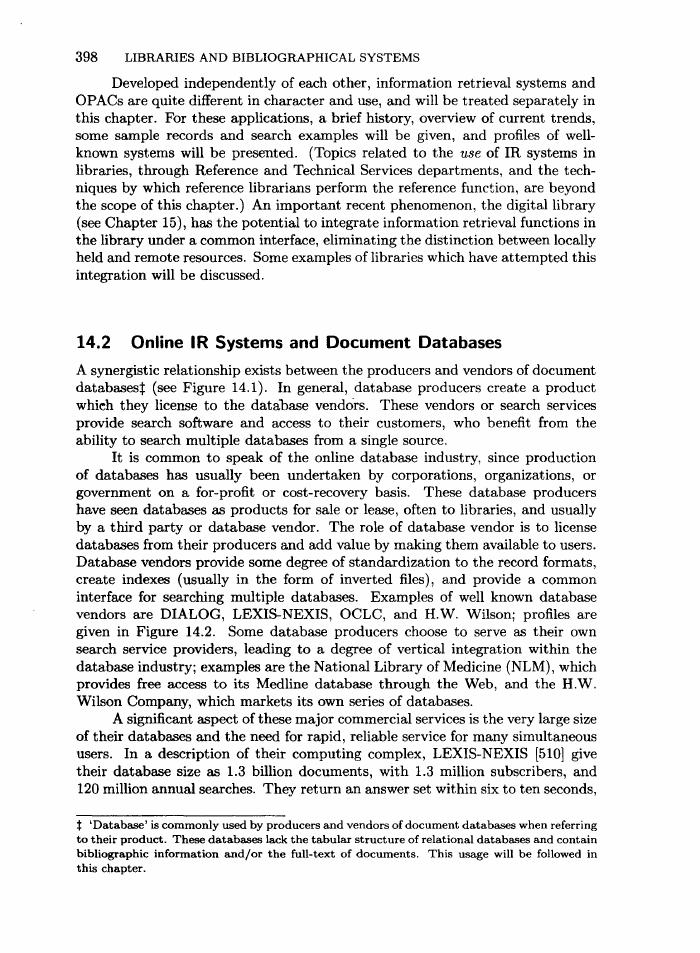 398 LIBRARIES AND BIBLIOGRAPHICAL SYSTEMS
Developed independently of each other, information retrieval systems and
OPACs are quite different in character and use, and will be treated separately in
this chapter. For these applications, a brief history, overview of current trends,
some sample records and search examples will be given, and profiles of well-
known systems will be presented. (Topics related to the use of IR systems in
libraries, through Reference and Technical Services departments, and the tech-
niques by which reference librarians perform the reference function, are beyond
the scope of this chapter.) An important recent phenomenon, the digital library
(see Chapter 15), has the potential to integrate information retrieval functions in
the library under a common interface, eliminating the distinction between locally
held and remote resources. Some examples of libraries which have attempted this
integration will be discussed.
14.2 Online IR Systems and Document Databases
A synergistic relationship exists between the producers and vendors of document
databases‡ (see Figure 14.1). In general, database producers create a product
which they license to the database vendors. These vendors or search services
provide search software and access to their customers, who benefit from the
ability to search multiple databases from a single source.
It is common to speak of the online database industry, since production
of databases has usually been undertaken by corporations, organizations, or
government on a for-profit or cost-recovery basis. These database producers
have seen databases as products for sale or lease, often to libraries, and usually
by a third party or database vendor. The role of database vendor is to license
databases from their producers and add value by making them available to users.
Database vendors provide some degree of standardization to the record formats,
create indexes (usually in the form of inverted files), and provide a common
interface for searching multiple databases. Examples of well known database
vendors are DIALOG, LEXIS-NEXIS, OCLC, and H.W. Wilson; profiles are
given in Figure 14.2. Some database producers choose to serve as their own
search service providers, leading to a degree of vertical integration within the
database industry; examples are the National Library of Medicine (NLM), which
provides free access to its Medline database through the Web, and the H.W.
Wilson Company, which markets its own series of databases.
A significant aspect of these major commercial services is the very large size
of their databases and the need for rapid, reliable service for many simultaneous
users. In a description of their computing complex, LEXIS-NEXIS [510] give
their database size as 1.3 billion documents, with 1.3 million subscribers, and
120 million annual searches. They return an answer set within six to ten seconds,
‡ 'Database' is commonly used by producers and vendors of document databases when referring
to their product. These databases lack the tabular structure of relational databases and contain
bibliographic information and/or the full-text of documents. This usage will be followed in
this chapter.